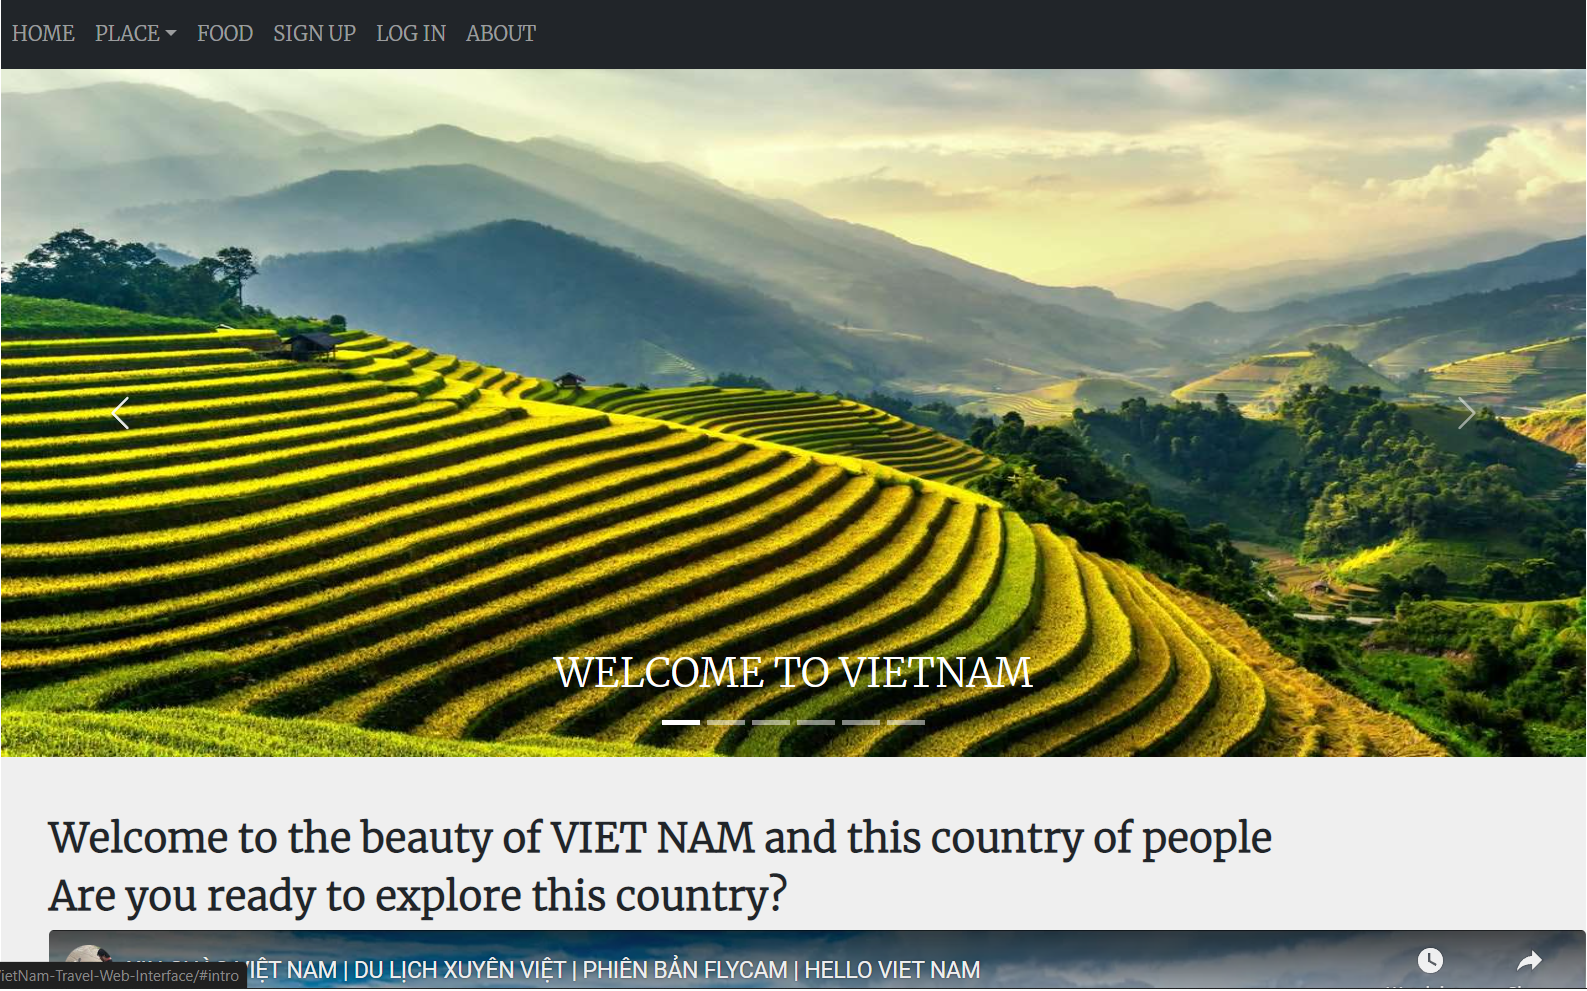 HOME PLACE FOOD SIGN UP LOG IN ABOUT
WELCOME TO VIETNAM
Welcome to the beauty of VIET NAM and this country of people
Are you ready to explore this country?
VIỆT NAM | DU LỊCH XUYÊN VIỆT | PHIÊN BẢN FLYCAM | HELLO VIET NAM
ietNam-Travel-Web-Interface/#intro